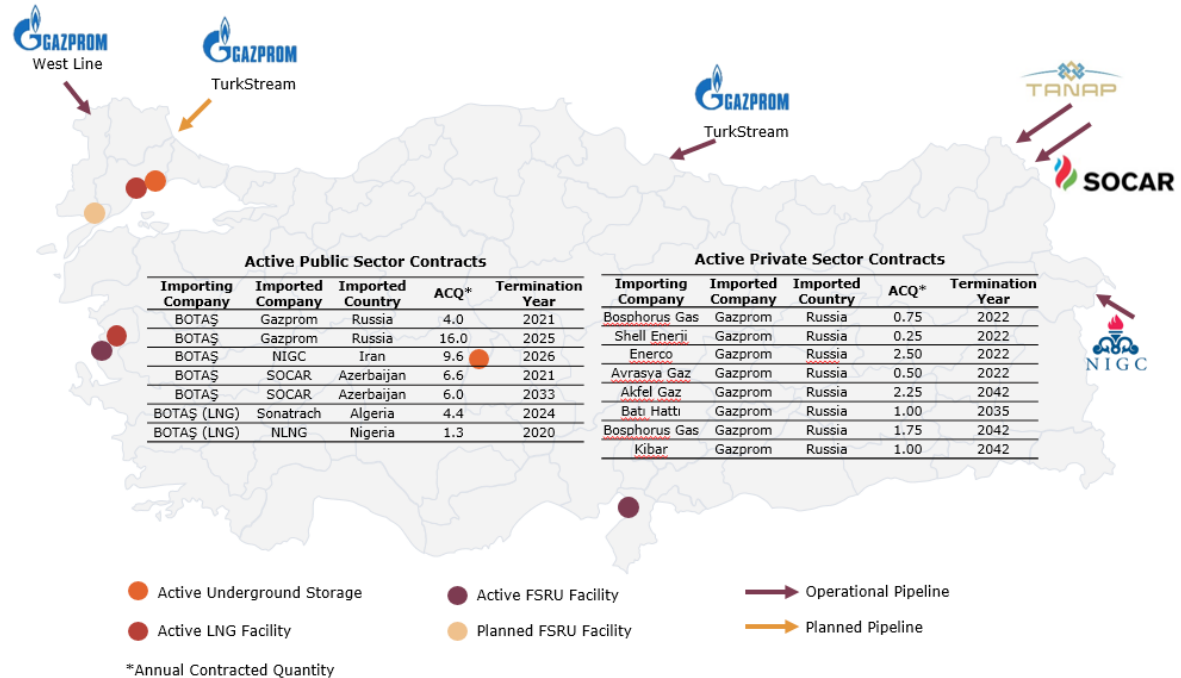 GAZPROM
West Line
GAZPROM
TurkStream
GAZPROM
TurkStream
TANAP
SOCAR
NIGC
Active Public Sector Contracts
Importing Company Imported Company Imported Country ACQ* Termination Year
BOTAŞ Gazprom Russia 4.0 2021
BOTAŞ Gazprom Russia 16.0 2025
BOTAŞ NIGC Iran 9.6 2026
BOTAŞ SOCAR Azerbaijan 6.6 2021
BOTAŞ SOCAR Azerbaijan 6.0 2033
BOTAŞ (LNG) Sonatrach Algeria 4.4 2024
BOTAŞ (LNG) NLNG Nigeria 1.3 2020
Active Private Sector Contracts
Importing Company Imported Company Imported Country ACQ* Termination Year
Bosphorus Gas Gazprom Russia 0.75 2022
Shell Enerji Gazprom Russia 0.25 2022
Enerco Gazprom Russia 2.50 2022
Avrasya Gaz Gazprom Russia 0.50 2022
Akfel Gaz Gazprom Russia 2.25 2042
Batı Hattı Gazprom Russia 1.00 2035
Bosphorus Gas Gazprom Russia 1.75 2042
Kibar Gazprom Russia 1.00 2042
Active Underground Storage
Active FSRU Facility
Operational Pipeline
Active LNG Facility
Planned FSRU Facility
Planned Pipeline
*Annual Contracted Quantity